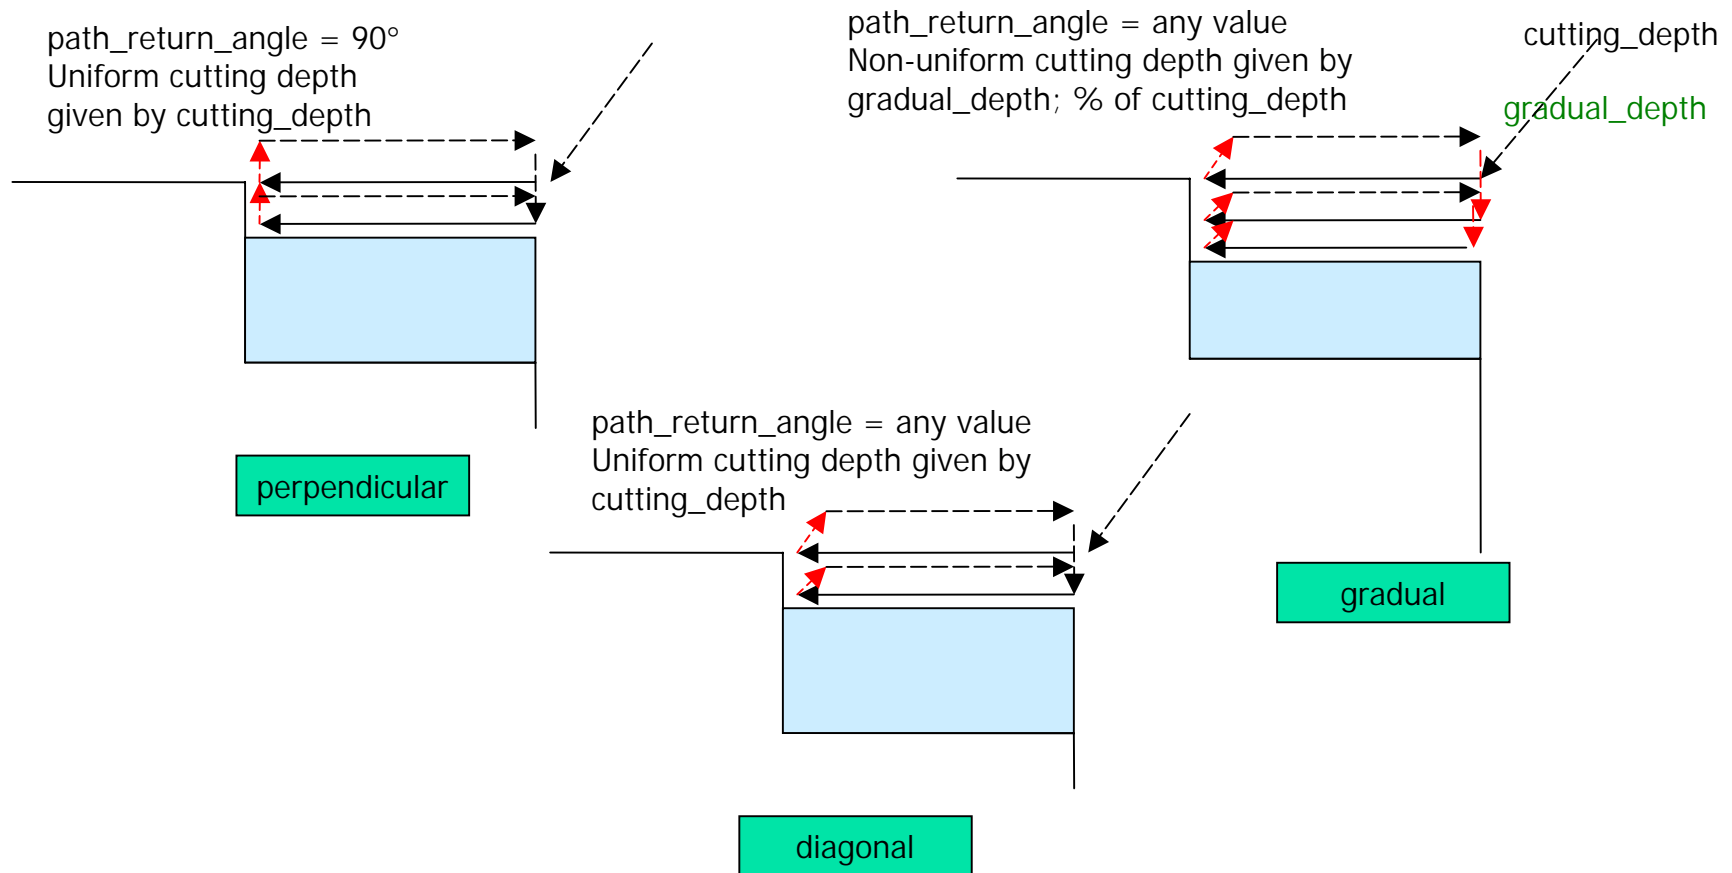 path_return_angle = 90°
Uniform cutting depth
given by cutting_depth
perpendicular
path_return_angle = any value
Non-uniform cutting depth given by
gradual_depth; % of cutting_depth
cutting_depth
gradual_depth
gradual
path_return_angle = any value
Uniform cutting depth given by
cutting_depth
diagonal